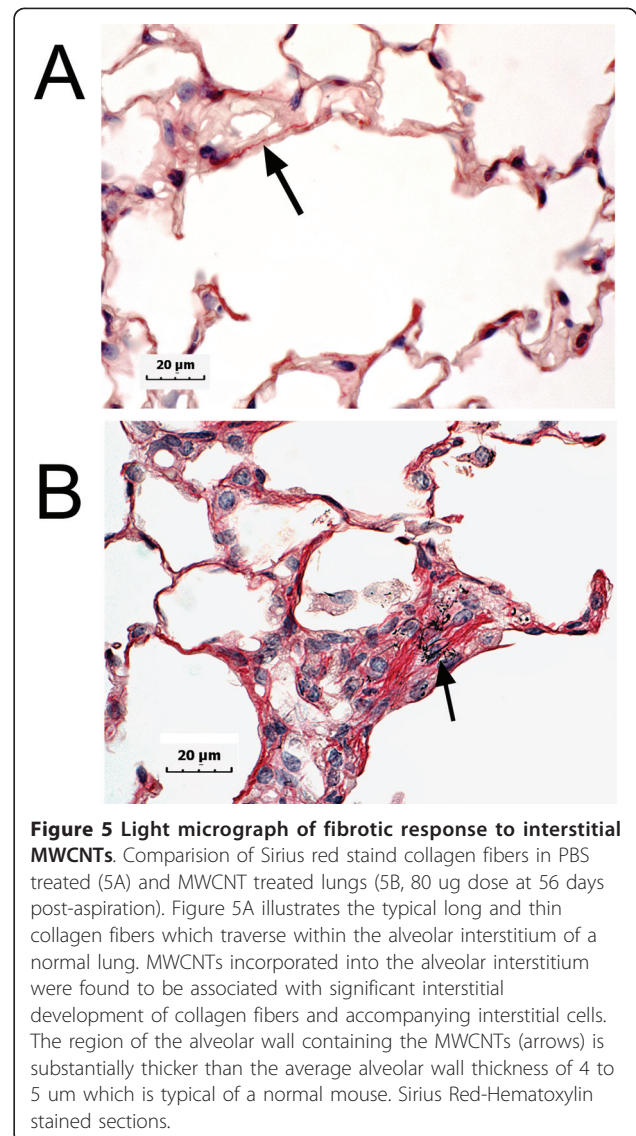 A
20 µm
B
20 µm
Figure 5 Light micrograph of fibrotic response to interstitial
MWCNTs. Comparision of Sirius red staind collagen fibers in PBS
treated (5A) and MWCNT treated lungs (5B, 80 ug dose at 56 days
post-aspiration). Figure 5A illustrates the typical long and thin
collagen fibers which traverse within the alveolar interstitium of a
normal lung. MWCNTs incorporated into the alveolar interstitium
were found to be associated with significant interstitial
development of collagen fibers and accompanying interstitial cells.
The region of the alveolar wall containing the MWCNTs (arrows) is
substantially thicker than the average alveolar wall thickness of 4 to
5 um which is typical of a normal mouse. Sirius Red-Hematoxylin
stained sections.